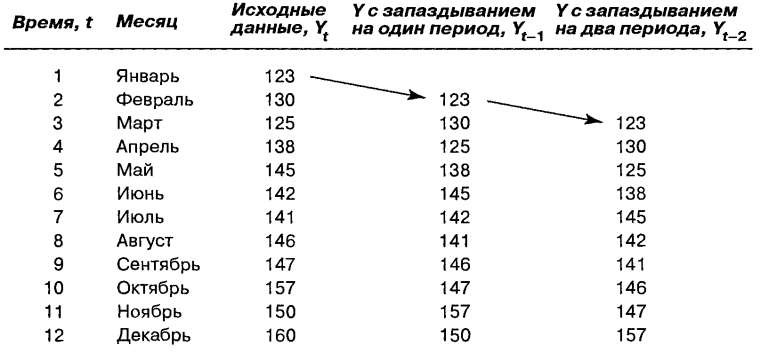 Время, t Месяц Исходные данные, Yt Y с запаздыванием на один период, Yt–1 Y с запаздыванием на два периода, Yt–2
1 Январь 123
2 Февраль 130 123
3 Март 125 130 123
4 Апрель 138 125 130
5 Май 145 138 125
6 Июнь 142 145 138
7 Июль 141 142 145
8 Август 146 141 142
9 Сентябрь 147 146 141
10 Октябрь 157 147 146
11 Ноябрь 150 157 147
12 Декабрь 160 150 157